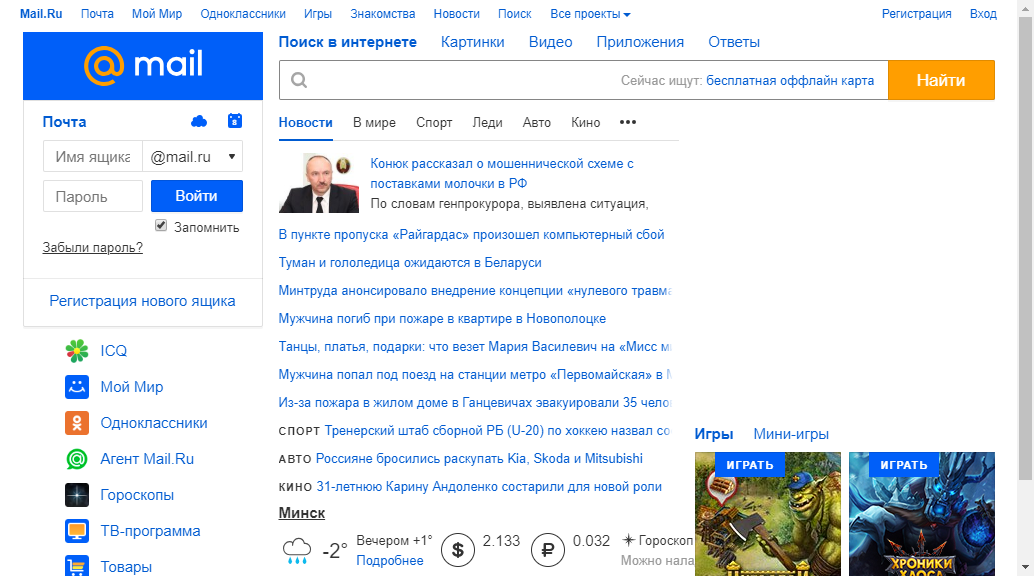 Mail.Ru Почта Мой Мир Одноклассники Игры Знакомства Новости Поиск Все проекты Регистрация Вход
@mail
Почта
8
Имя ящика @mail.ru
Пароль Войти
Запомнить
Забыли пароль?
Регистрация нового ящика
ICQ
Мой Мир
Одноклассники
Агент Mail.Ru
Гороскопы
ТВ-программа
Товары
Поиск в интернете Картинки Видео Приложения Ответы
Сейчас ищут: бесплатная оффлайн карта Найти
Новости В мире Спорт Леди Авто Кино •••
Конюк рассказал о мошеннической схеме с
поставками молочки в РФ
По словам генпрокурора, выявлена ситуация,
В пункте пропуска «Райгардас» произошел компьютерный сбой
Туман и гололедица ожидаются в Беларуси
Минтруда анонсировало внедрение концепции «нулевого травма
Мужчина погиб при пожаре в квартире в Новополоцке
Танцы, платья, подарки: что везет Мария Василевич на «Мисс м
Мужчина попал под поезд на станции метро «Первомайская» в М
Из-за пожара в жилом доме в Ганцевичах эвакуировали 35 чело
СПОРТ Тренерский штаб сборной РБ (U-20) по хоккею назвал со
АВТО Россияне бросились раскупать Kia, Skoda и Mitsubishi
КИНО 31-летнюю Карину Андоленко состарили для новой роли
Минск
-2° Вечером +1° Подробнее $ 2.133 ₽ 0.032 Гороскоп
Можно нала
Игры Мини-игры
ИГРАТЬ ИГРАТЬ
ХРОНИКИ
ХАОСА